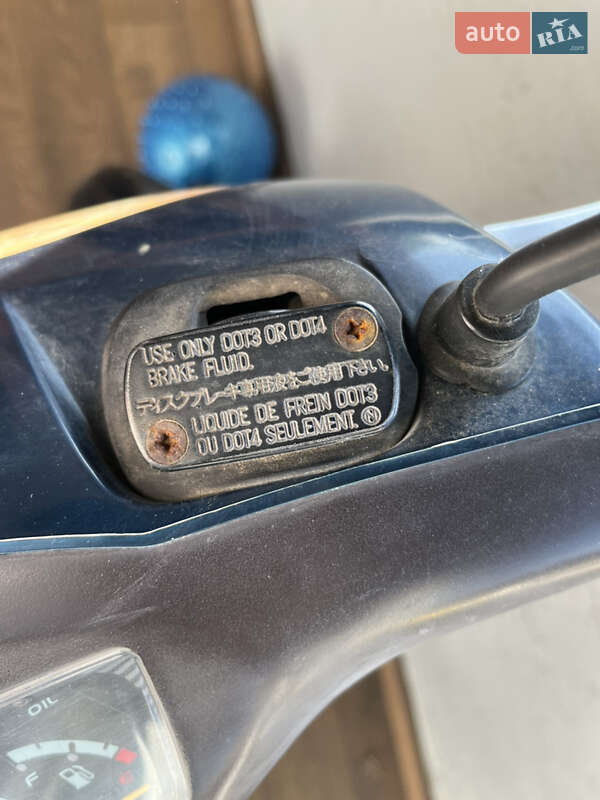 auto RIA .com
USE ONLY DOT3 OR DOT4
BRAKE FLUID.
ディスクブレーキ専用液をご使用下さい。
LIQUIDE DE FREIN DOT3
OU DOT4 SEULEMENT. N
OIL
F E